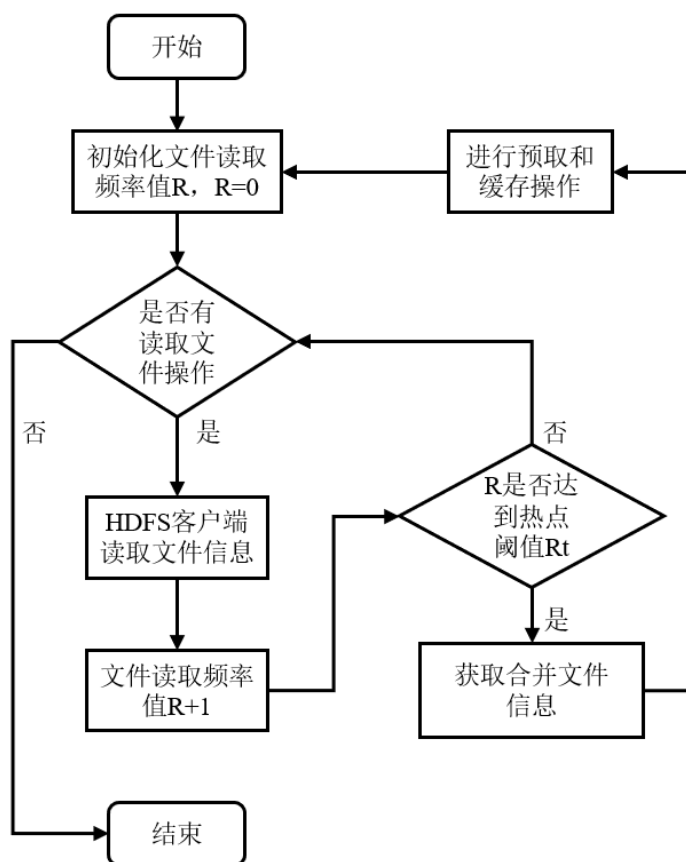 开始
初始化文件读取
频率值R，R=0
进行预取和
缓存操作
是否有
读取文
件操作
否
是
否
HDFS客户端
读取文件信息
R是否达
到热点
阈值Rt
是
文件读取频率
值R+1
获取合并文件
信息
结束